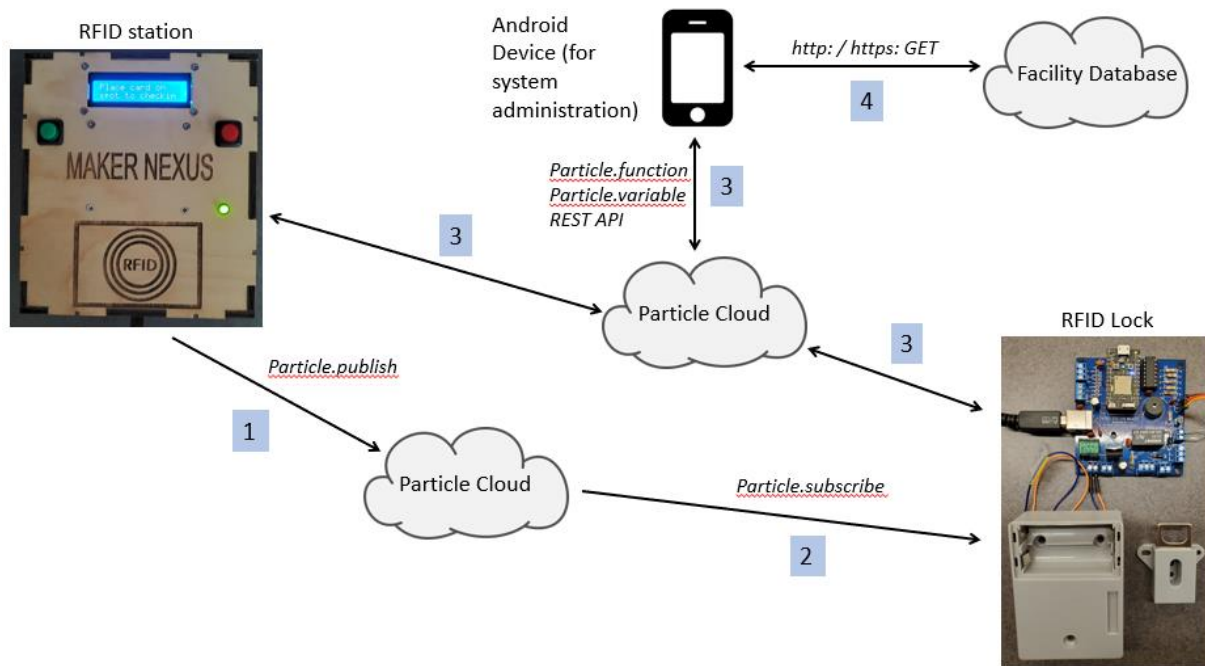 RFID station
Place card on
spot to checkin
MAKER NEXUS
RFID
Android
Device (for
system
administration)
http: / https: GET
4
Facility Database
Particle.function
Particle.variable
REST API
3
3
Particle Cloud
3
RFID Lock
Particle.publish
1
Particle Cloud
Particle.subscribe
2